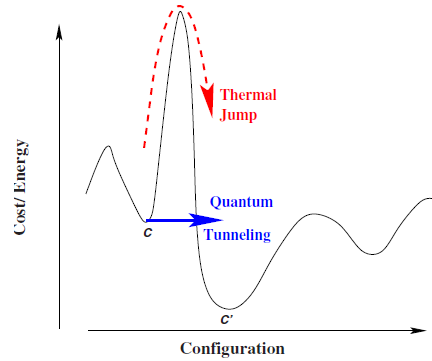 Thermal
Jump
Cost/ Energy
Quantum
Tunneling
C
C'
Configuration